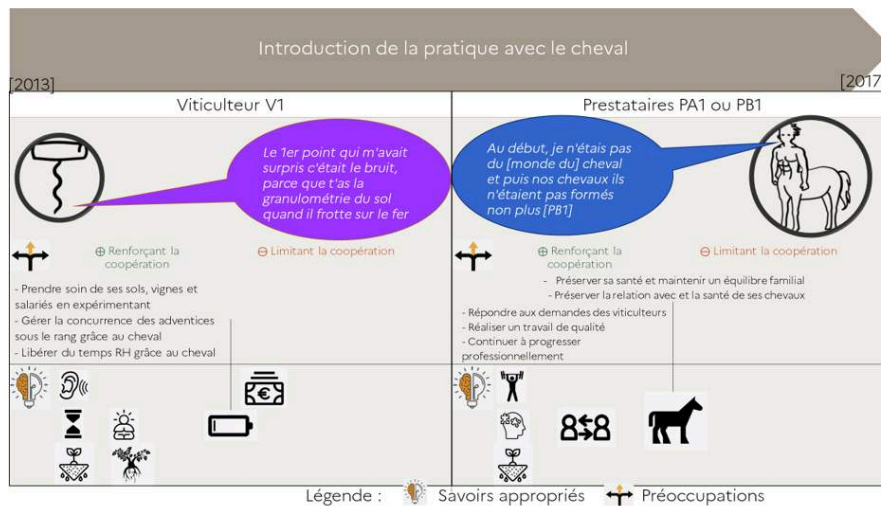 Introduction de la pratique avec le cheval
[2013]
[2017]
Viticulteur V1
Prestataires PA1 ou PB1
Le 1er point qui m'avait
surpris c'était le bruit,
parce que t'as la
granulométrie du sol
quand il frotte sur le fer
Au début, je n'étais pas
du [monde du] cheval
et puis nos chevaux ils
n'étaient pas formés
non plus [PB1]
⊕ Renforçant la
coopération
⊖ Limitant la coopération
- Prendre soin de ses sols, vignes et
salariés en expérimentant
- Gérer la concurrence des adventices
sous le rang grâce au cheval
- Libérer du temps RH grâce au cheval
⊕ Renforçant la
coopération
⊖ Limitant la coopération
- Préserver sa santé et maintenir un équilibre familial
- Préserver la relation avec et la santé de ses chevaux
- Répondre aux demandes des viticulteurs
- Réaliser un travail de qualité
- Continuer à progresser
professionnellement
€
Légende : Savoirs appropriés Préoccupations